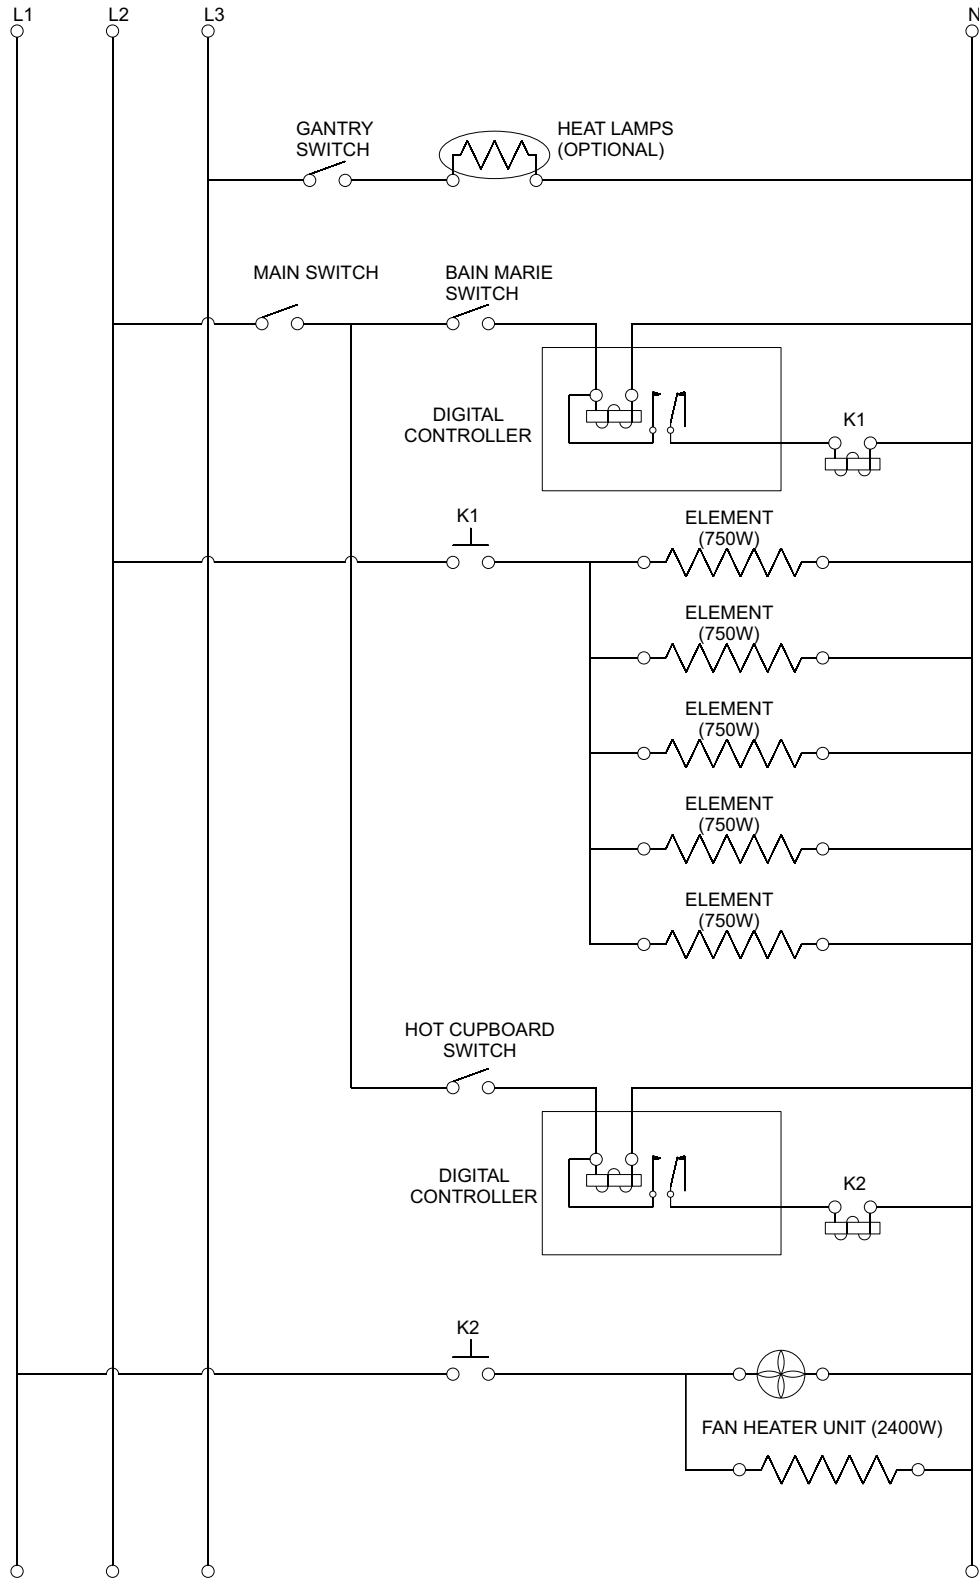 L1
L2
L3
N
GANTRY
SWITCH
HEAT LAMPS
(OPTIONAL)
MAIN SWITCH
BAIN MARIE
SWITCH
DIGITAL
CONTROLLER
K1
K1
ELEMENT
(750W)
ELEMENT
(750W)
ELEMENT
(750W)
ELEMENT
(750W)
ELEMENT
(750W)
HOT CUPBOARD
SWITCH
DIGITAL
CONTROLLER
K2
K2
FAN HEATER UNIT (2400W)